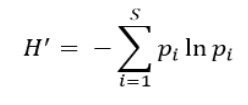 H′ = − ∑_{i=1}^{S} p_i ln p_i